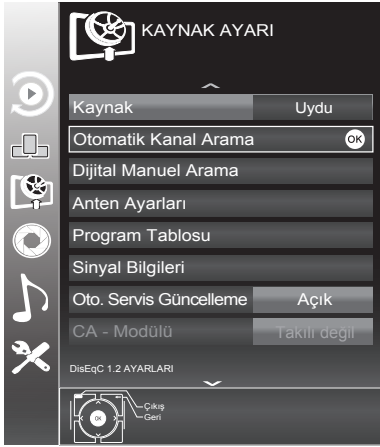 KAYNAK AYARI
Kaynak Uydu
Otomatik Kanal Arama OK
Dijital Manuel Arama
Anten Ayarları
Program Tablosu
Sinyal Bilgileri
Oto. Servis Güncelleme Açık
CA - Modülü Takılı değil
DisEqC 1.2 AYARLARI
Çıkış
Geri
OK